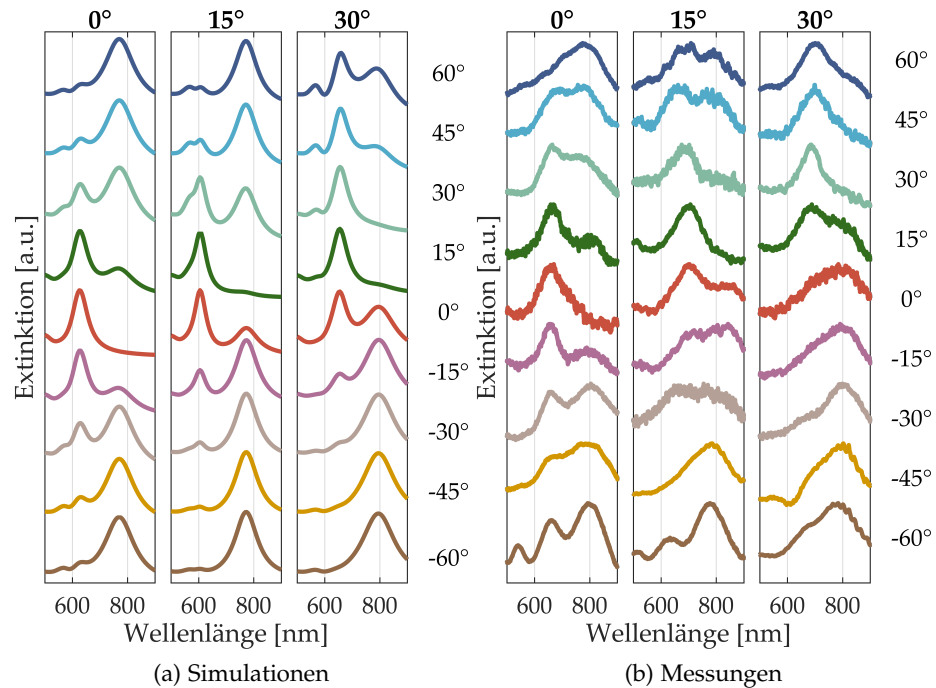 0° 15° 30°
Extinktion [a.u.]
60°
45°
30°
15°
0°
-15°
-30°
-45°
-60°
600 800 600 800 600 800
Wellenlänge [nm]
(a) Simulationen
0° 15° 30°
Extinktion [a.u.]
60°
45°
30°
15°
0°
-15°
-30°
-45°
-60°
600 800 600 800 600 800
Wellenlänge [nm]
(b) Messungen